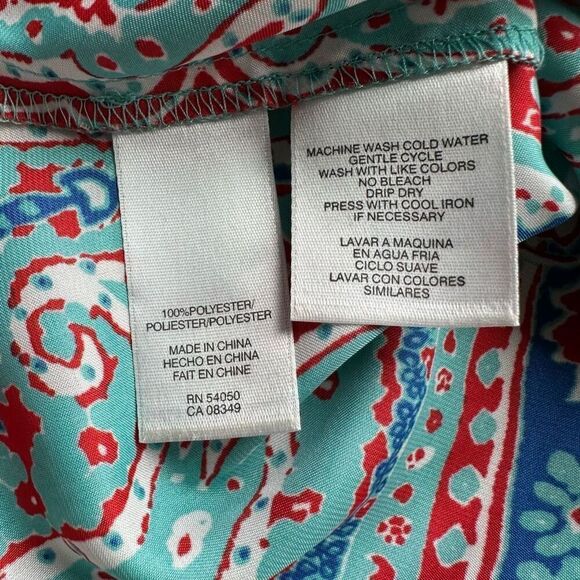 100%POLYESTER/
POLIESTER/POLYESTER
MADE IN CHINA
HECHO EN CHINA
FAIT EN CHINE
RN 54050
CA 08349
MACHINE WASH COLD WATER
GENTLE CYCLE
WASH WITH LIKE COLORS
NO BLEACH
DRIP DRY
PRESS WITH COOL IRON
IF NECESSARY
LAVAR A MAQUINA
EN AGUA FRIA
CICLO SUAVE
LAVAR CON COLORES
SIMILARES